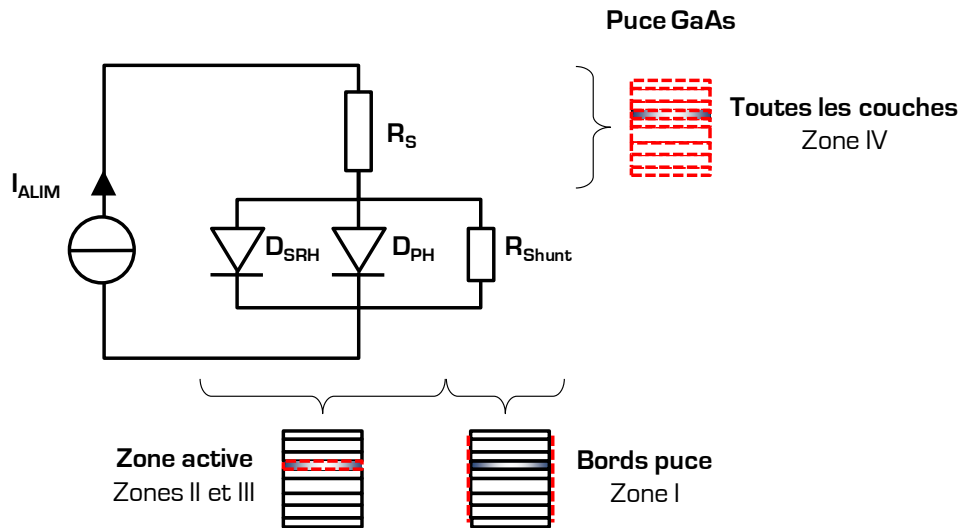 Puce GaAs
Toutes les couches
Zone IV
R_S
I_ALIM
D_SRH
D_PH
R_Shunt
Zone active
Zones II et III
Bords puce
Zone I